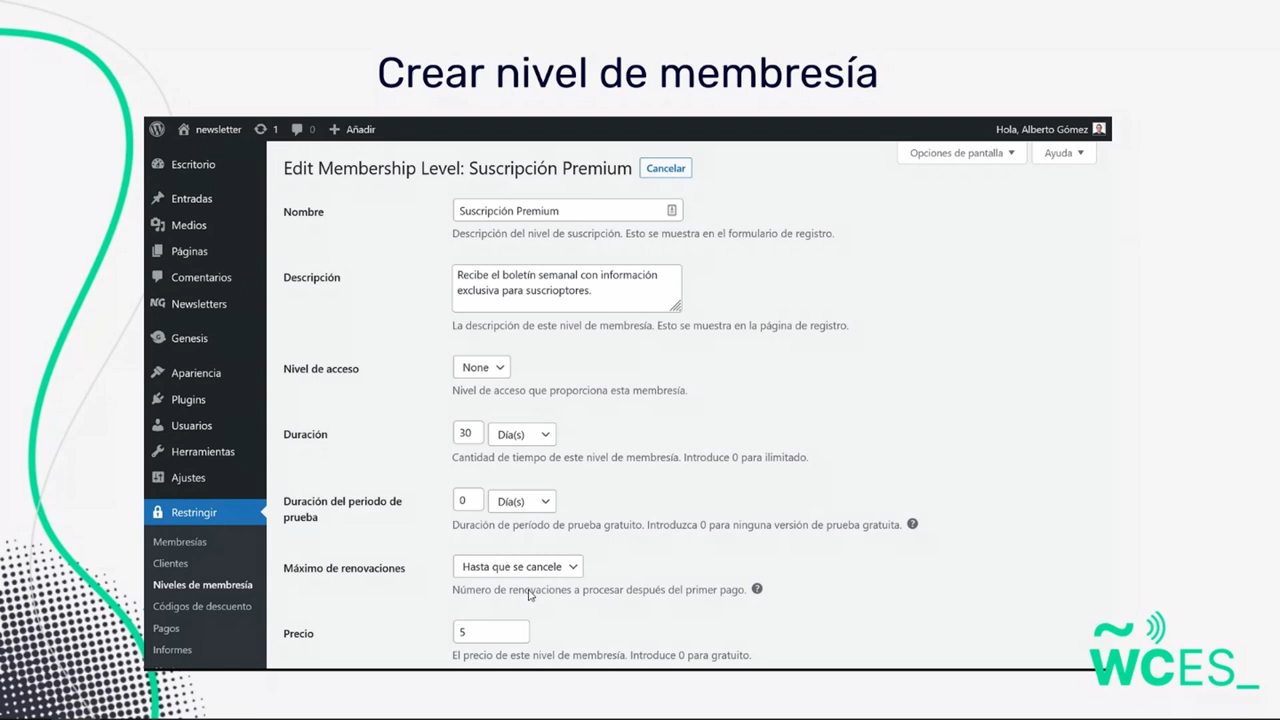 Crear nivel de membresía
newsletter 1 0 + Añadir
Hola, Alberto Gómez
Opciones de pantalla
Ayuda
Escritorio
Entradas
Medios
Páginas
Comentarios
NG Newsletters
Genesis
Apariencia
Plugins
Usuarios
Herramientas
Ajustes
Restringir
Membresías
Clientes
Niveles de membresía
Códigos de descuento
Pagos
Informes
Edit Membership Level: Suscripción Premium
Cancelar
Nombre
Suscripción Premium
Descripción del nivel de suscripción. Esto se muestra en el formulario de registro.
Descripción
Recibe el boletín semanal con información
exclusiva para suscrioptores.
La descripción de este nivel de membresía. Esto se muestra en la página de registro.
Nivel de acceso
None
Nivel de acceso que proporciona esta membresía.
Duración
30 Día(s)
Cantidad de tiempo de este nivel de membresía. Introduce 0 para ilimitado.
Duración del periodo de
prueba
0 Día(s)
Duración de período de prueba gratuito. Introduzca 0 para ninguna versión de prueba gratuita. ?
Máximo de renovaciones
Hasta que se cancele
Número de renovaciones a procesar después del primer pago. ?
Precio
5
El precio de este nivel de membresía. Introduce 0 para gratuito.
WCES_